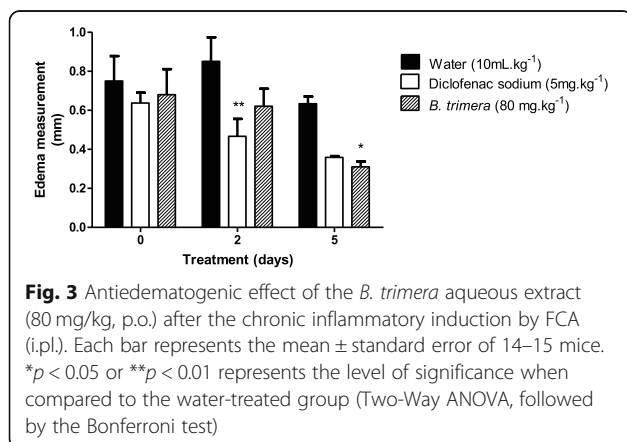 1.0
0.8
0.6
0.4
0.2
0.0
Edema measurement
(mm)
**
*
0
2
5
Treatment (days)
Water (10mL.kg⁻¹)
Diclofenac sodium (5mg.kg⁻¹)
B. trimera (80 mg.kg⁻¹)
Fig. 3 Antiedematogenic effect of the B. trimera aqueous extract
(80 mg/kg, p.o.) after the chronic inflammatory induction by FCA
(i.pl.). Each bar represents the mean ± standard error of 14–15 mice.
*p < 0.05 or **p < 0.01 represents the level of significance when
compared to the water-treated group (Two-Way ANOVA, followed
by the Bonferroni test)